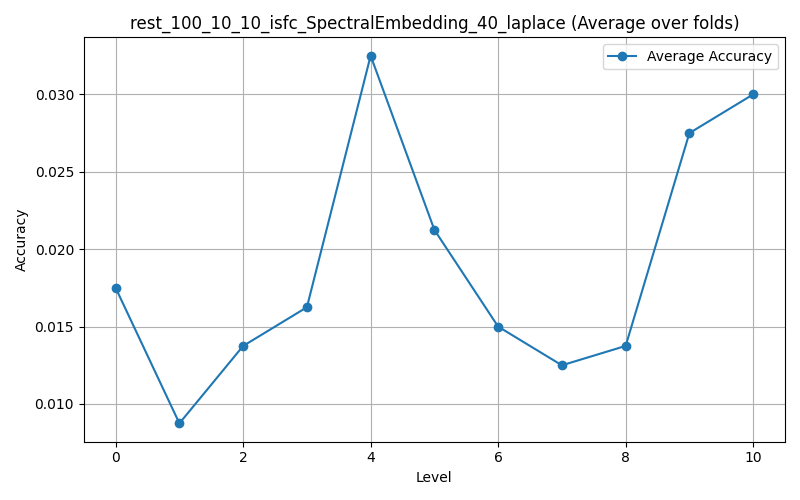 rest_100_10_10_isfc_SpectralEmbedding_40_laplace (Average over folds)
Average Accuracy
0.030
0.025
0.020
0.015
0.010
Accuracy
0 2 4 6 8 10
Level